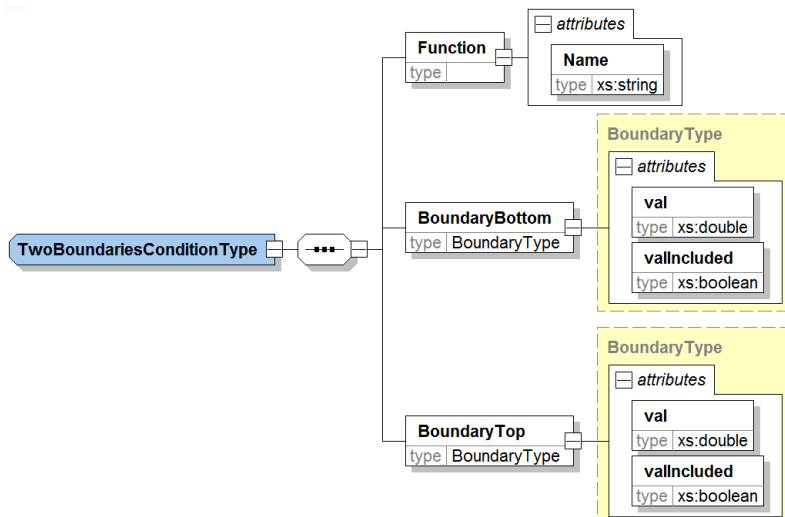 Function
type
attributes
Name
type xs:string
BoundaryType
attributes
val
type xs:double
valIncluded
type xs:boolean
BoundaryBottom
type BoundaryType
TwoBoundariesConditionType
BoundaryType
attributes
val
type xs:double
valIncluded
type xs:boolean
BoundaryTop
type BoundaryType